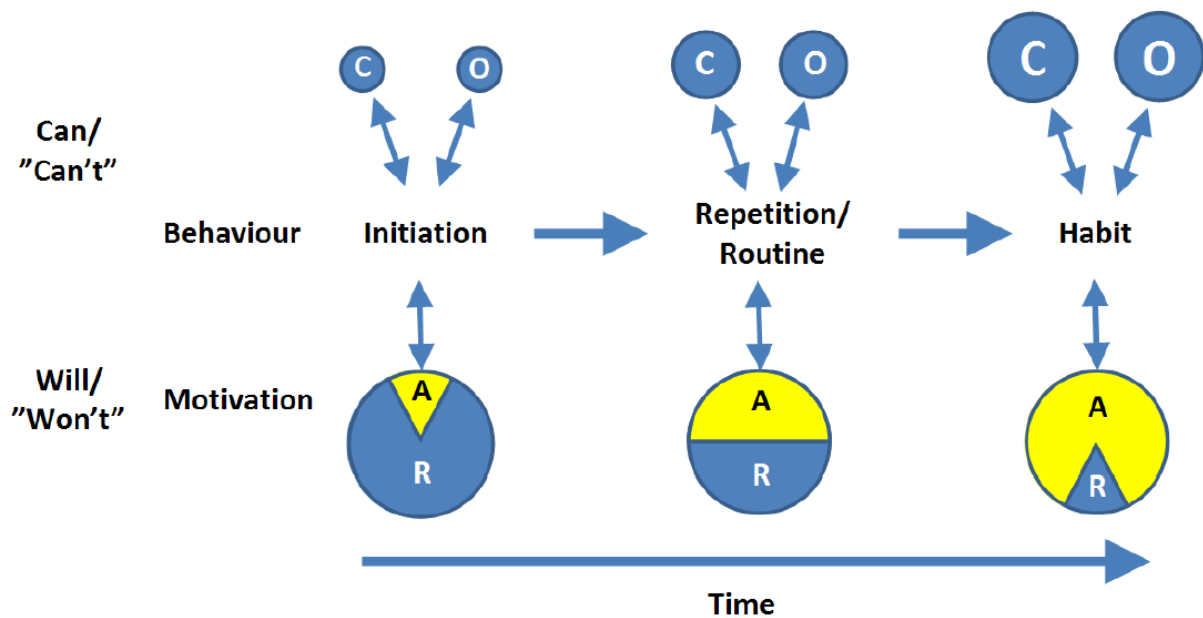 C O C O C O
Can/
”Can’t”
Behaviour Initiation Repetition/ Habit
Routine
Will/
”Won’t”
Motivation A A A
R R R
Time